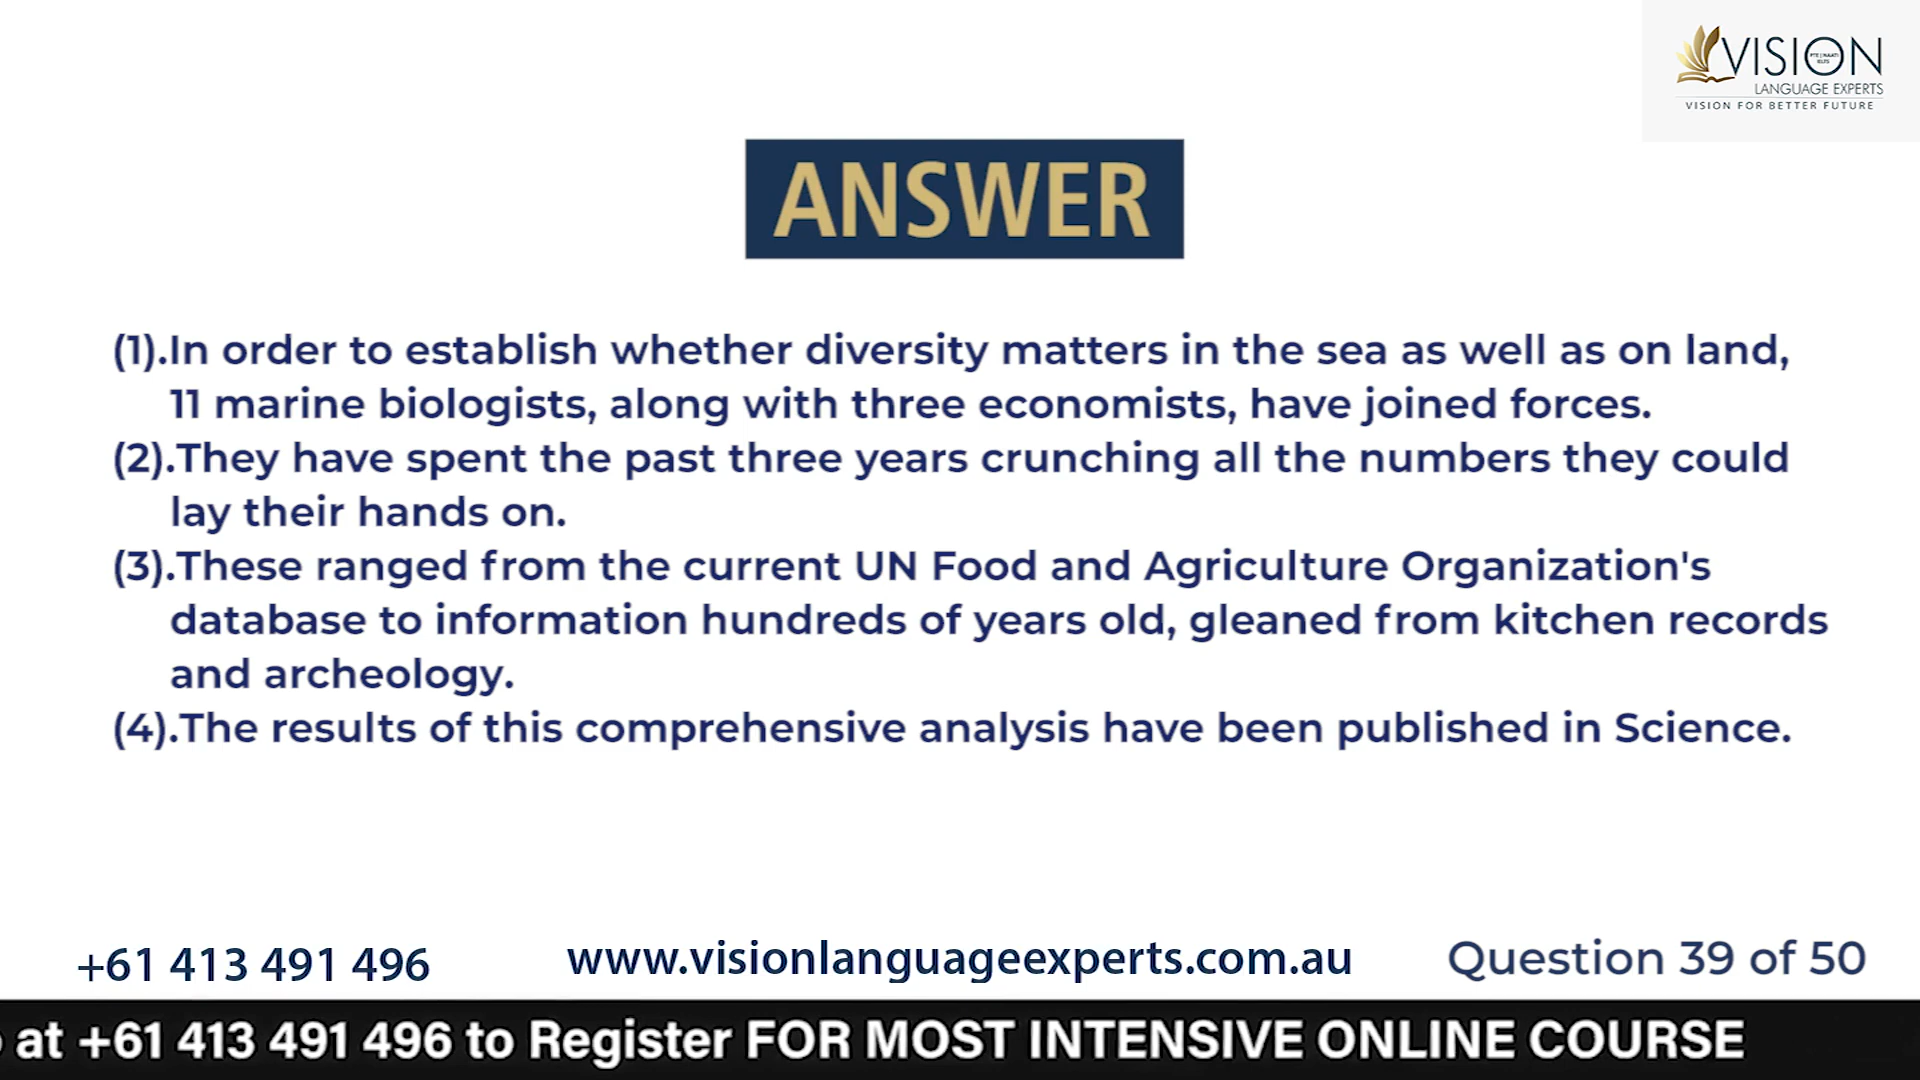 VISION
LANGUAGE EXPERTS
VISION FOR BETTER FUTURE
ANSWER
(1).In order to establish whether diversity matters in the sea as well as on land,
11 marine biologists, along with three economists, have joined forces.
(2).They have spent the past three years crunching all the numbers they could
lay their hands on.
(3).These ranged from the current UN Food and Agriculture Organization's
database to information hundreds of years old, gleaned from kitchen records
and archeology.
(4).The results of this comprehensive analysis have been published in Science.
+61 413 491 496
www.visionlanguageexperts.com.au
Question 39 of 50
at +61 413 491 496 to Register FOR MOST INTENSIVE ONLINE COURSE